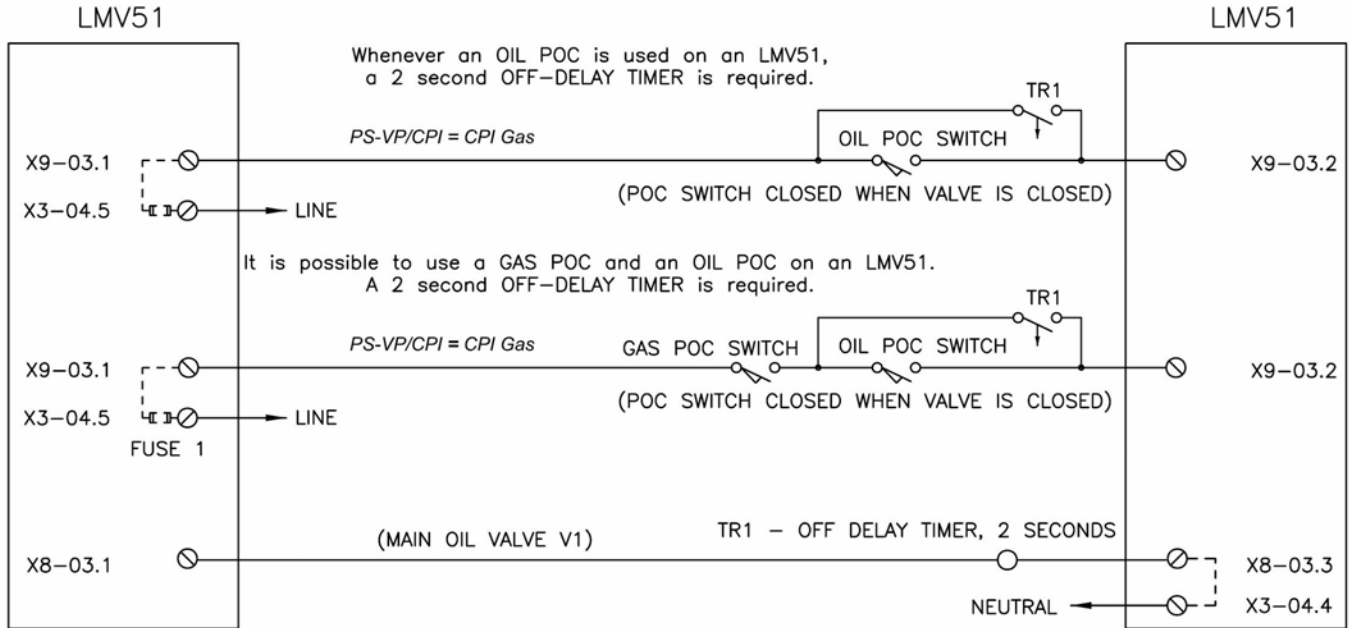 LMV51
LMV51
Whenever an OIL POC is used on an LMV51,
a 2 second OFF-DELAY TIMER is required.
TR1
PS-VP/CPI = CPI Gas
OIL POC SWITCH
X9-03.1
X9-03.2
(POC SWITCH CLOSED WHEN VALVE IS CLOSED)
X3-04.5
LINE
It is possible to use a GAS POC and an OIL POC on an LMV51.
A 2 second OFF-DELAY TIMER is required.
TR1
PS-VP/CPI = CPI Gas
GAS POC SWITCH
OIL POC SWITCH
X9-03.1
X9-03.2
(POC SWITCH CLOSED WHEN VALVE IS CLOSED)
X3-04.5
LINE
FUSE 1
(MAIN OIL VALVE V1)
TR1 - OFF DELAY TIMER, 2 SECONDS
X8-03.1
X8-03.3
NEUTRAL
X3-04.4